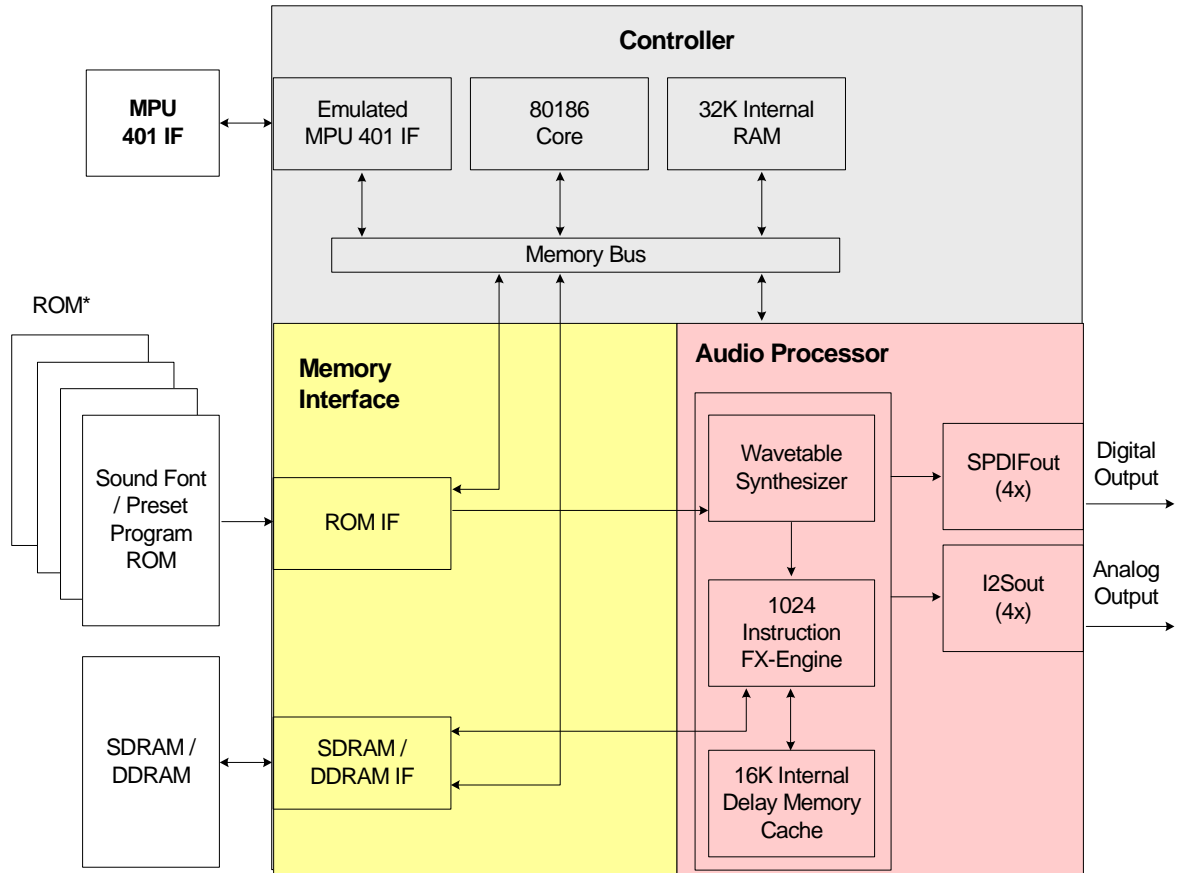 Controller
MPU
401 IF
Emulated
MPU 401 IF
80186
Core
32K Internal
RAM
Memory Bus
ROM*
Sound Font
/ Preset
Program
ROM
SDRAM /
DDRAM
Memory
Interface
ROM IF
SDRAM /
DDRAM IF
Audio Processor
Wavetable
Synthesizer
1024
Instruction
FX-Engine
16K Internal
Delay Memory
Cache
SPDIFout
(4x)
I2Sout
(4x)
Digital
Output
Analog
Output